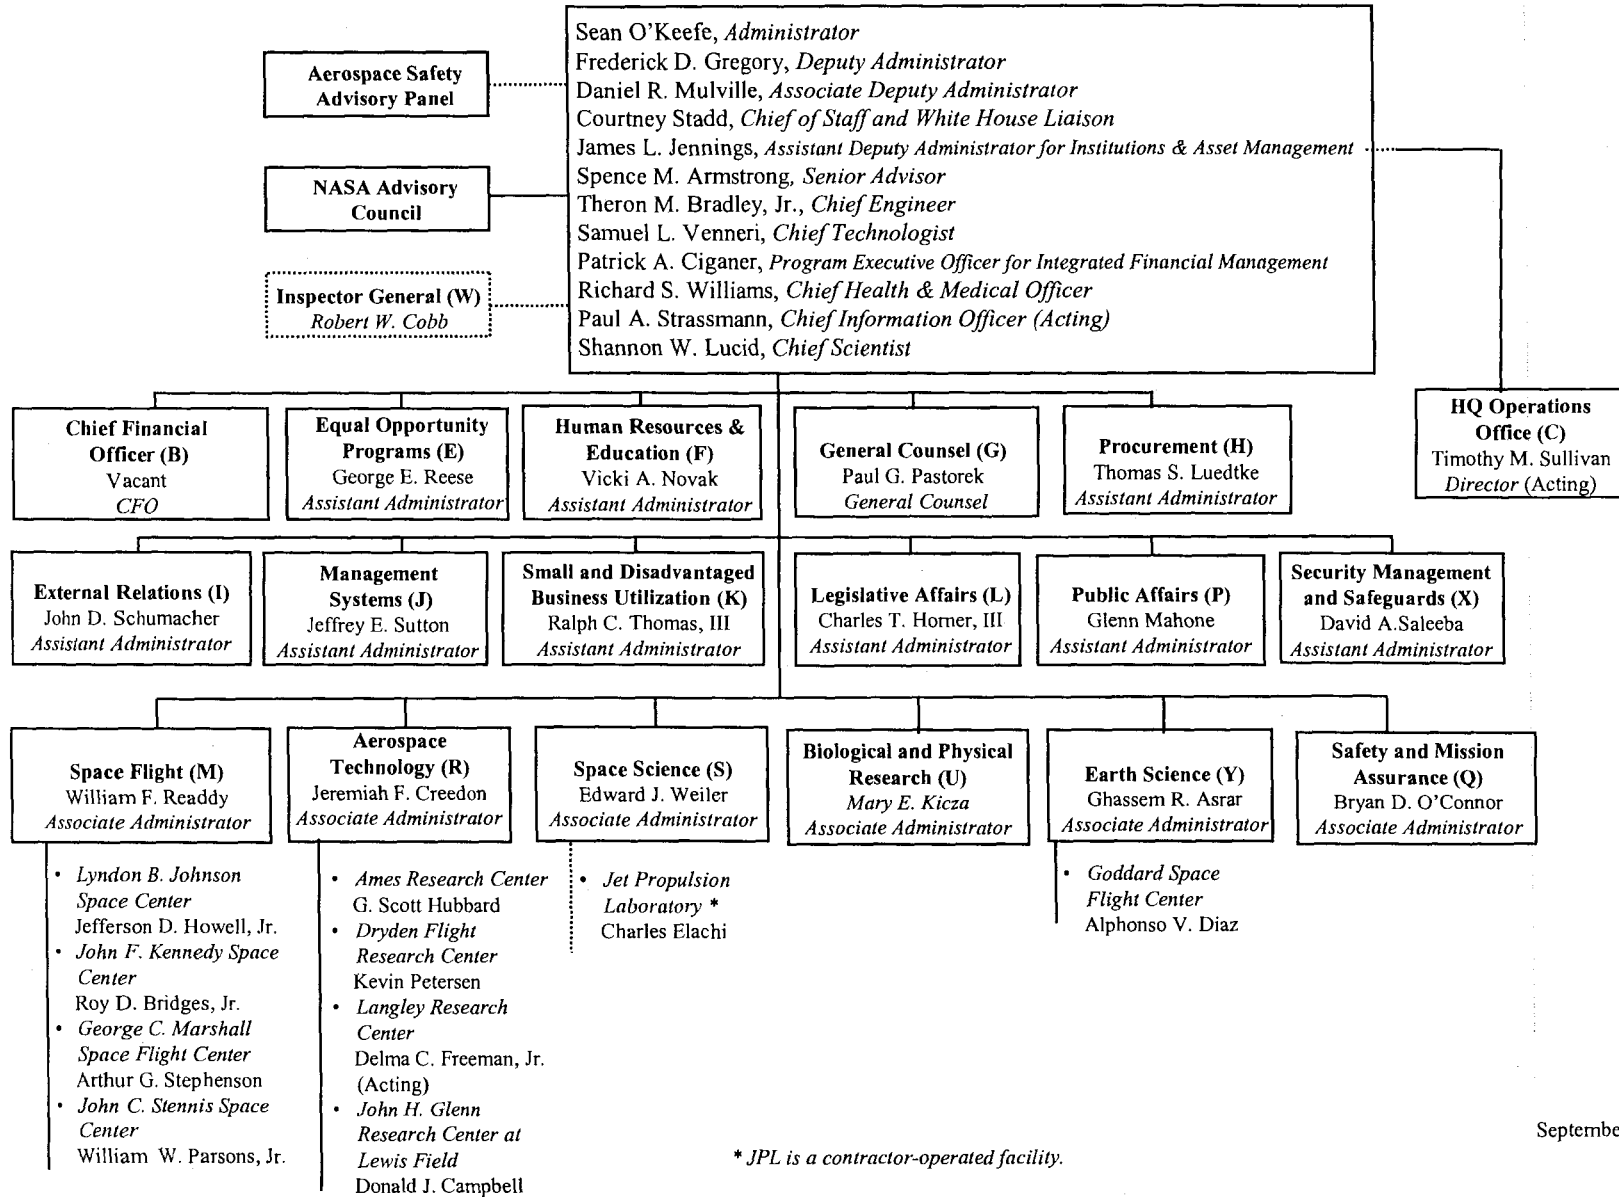 Sean O'Keefe, Administrator
Frederick D. Gregory, Deputy Administrator
Daniel R. Mulville, Associate Deputy Administrator
Courtney Stadd, Chief of Staff and White House Liaison
James L. Jennings, Assistant Deputy Administrator for Institutions & Asset Management
Spence M. Armstrong, Senior Advisor
Theron M. Bradley, Jr., Chief Engineer
Samuel L. Venneri, Chief Technologist
Patrick A. Ciganer, Program Executive Officer for Integrated Financial Management
Richard S. Williams, Chief Health & Medical Officer
Paul A. Strassmann, Chief Information Officer (Acting)
Shannon W. Lucid, Chief Scientist
Aerospace Safety
Advisory Panel
NASA Advisory
Council
Inspector General (W)
Robert W. Cobb
Chief Financial
Officer (B)
Vacant
CFO
Equal Opportunity
Programs (E)
George E. Reese
Assistant Administrator
Human Resources &
Education (F)
Vicki A. Novak
Assistant Administrator
General Counsel (G)
Paul G. Pastorek
General Counsel
Procurement (H)
Thomas S. Luedtke
Assistant Administrator
HQ Operations
Office (C)
Timothy M. Sullivan
Director (Acting)
External Relations (I)
John D. Schumacher
Assistant Administrator
Management
Systems (J)
Jeffrey E. Sutton
Assistant Administrator
Small and Disadvantaged
Business Utilization (K)
Ralph C. Thomas, III
Assistant Administrator
Legislative Affairs (L)
Charles T. Horner, III
Assistant Administrator
Public Affairs (P)
Glenn Mahone
Assistant Administrator
Security Management
and Safeguards (X)
David A.Saleeba
Assistant Administrator
Space Flight (M)
William F. Readdy
Associate Administrator
Aerospace
Technology (R)
Jeremiah F. Creedon
Associate Administrator
Space Science (S)
Edward J. Weiler
Associate Administrator
Biological and Physical
Research (U)
Mary E. Kicza
Associate Administrator
Earth Science (Y)
Ghassem R. Asrar
Associate Administrator
Safety and Mission
Assurance (Q)
Bryan D. O'Connor
Associate Administrator
• Lyndon B. Johnson
Space Center
Jefferson D. Howell, Jr.
• John F. Kennedy Space
Center
Roy D. Bridges, Jr.
• George C. Marshall
Space Flight Center
Arthur G. Stephenson
• John C. Stennis Space
Center
William W. Parsons, Jr.
• Ames Research Center
G. Scott Hubbard
• Dryden Flight
Research Center
Kevin Petersen
• Langley Research
Center
Delma C. Freeman, Jr.
(Acting)
• John H. Glenn
Research Center at
Lewis Field
Donald J. Campbell
• Jet Propulsion
Laboratory *
Charles Elachi
• Goddard Space
Flight Center
Alphonso V. Diaz
* JPL is a contractor-operated facility.
Septembe